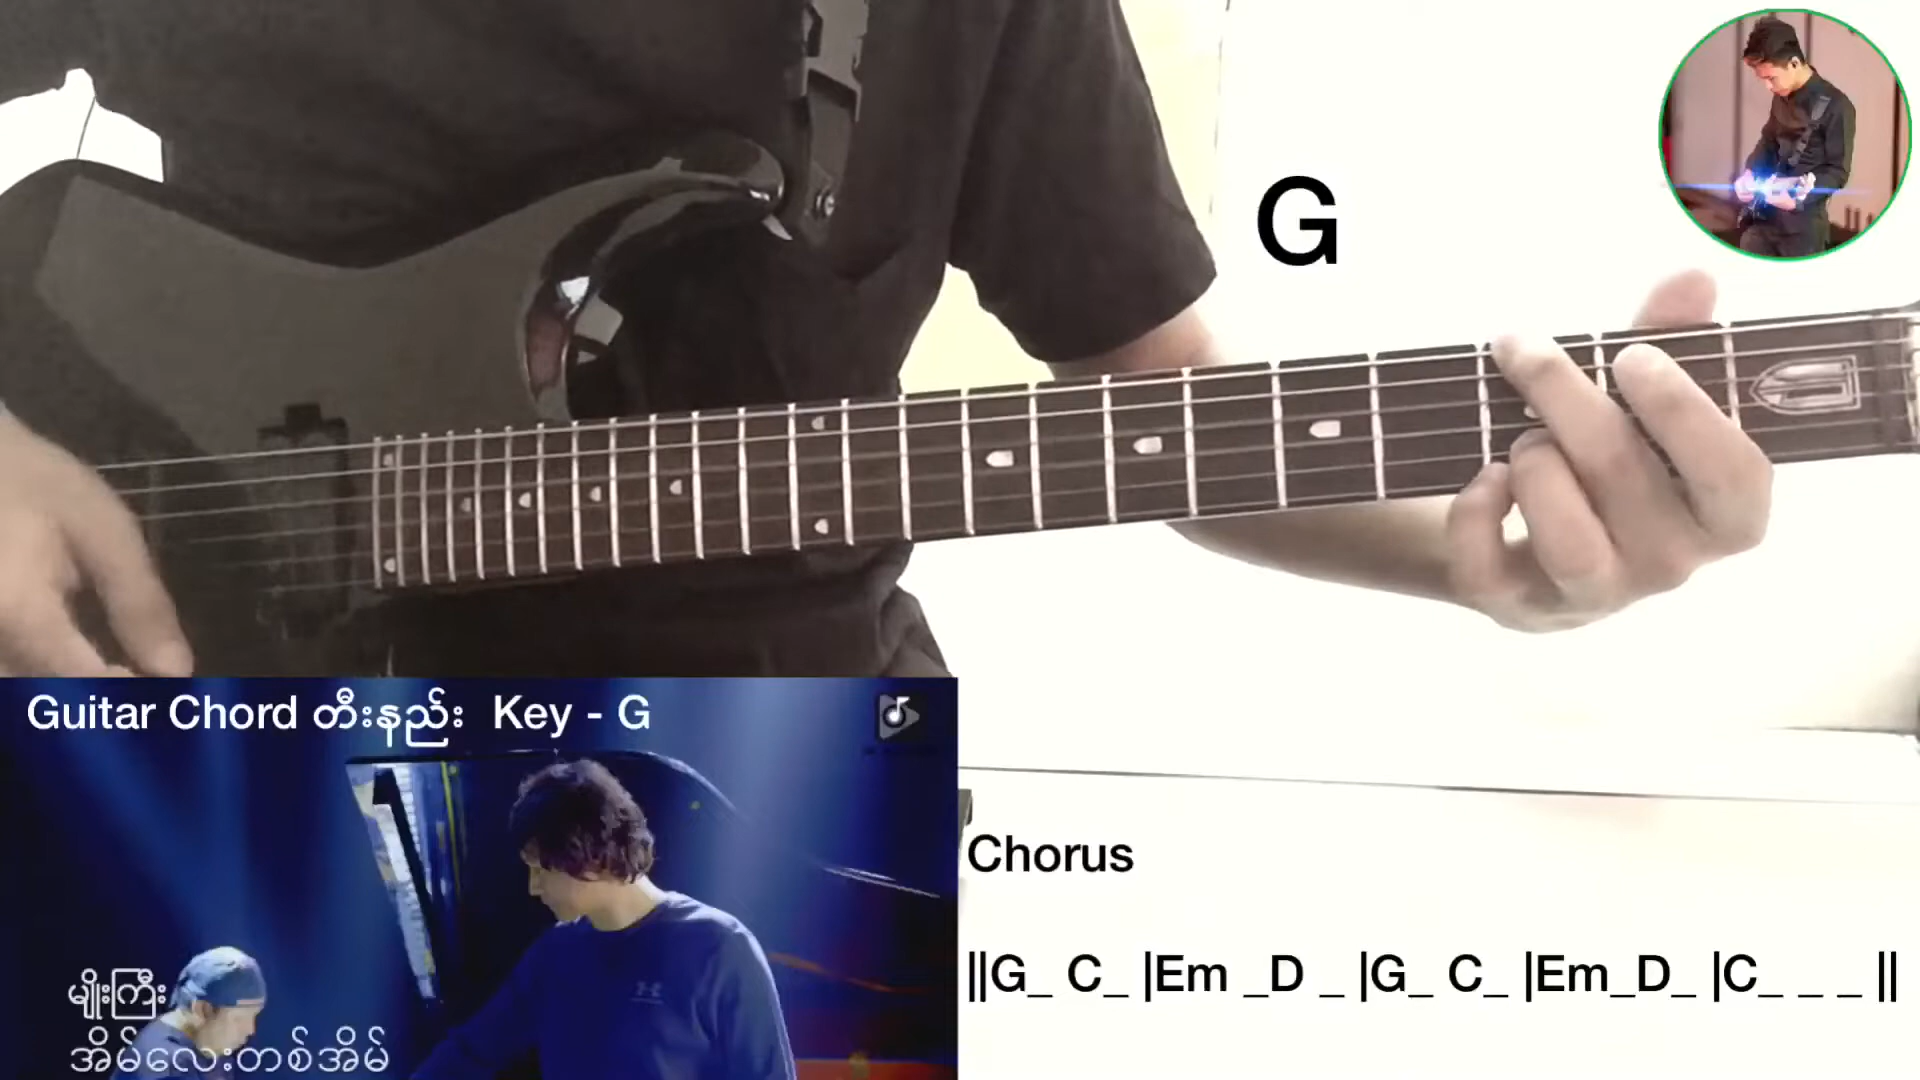 G
Guitar Chord တီးနည်း Key - G
မျိုးကြီး
အိမ်လေးတစ်အိမ်
Chorus
||G_ C_ |Em _D _ |G_ C_ |Em_D_ |C_ _ _ ||